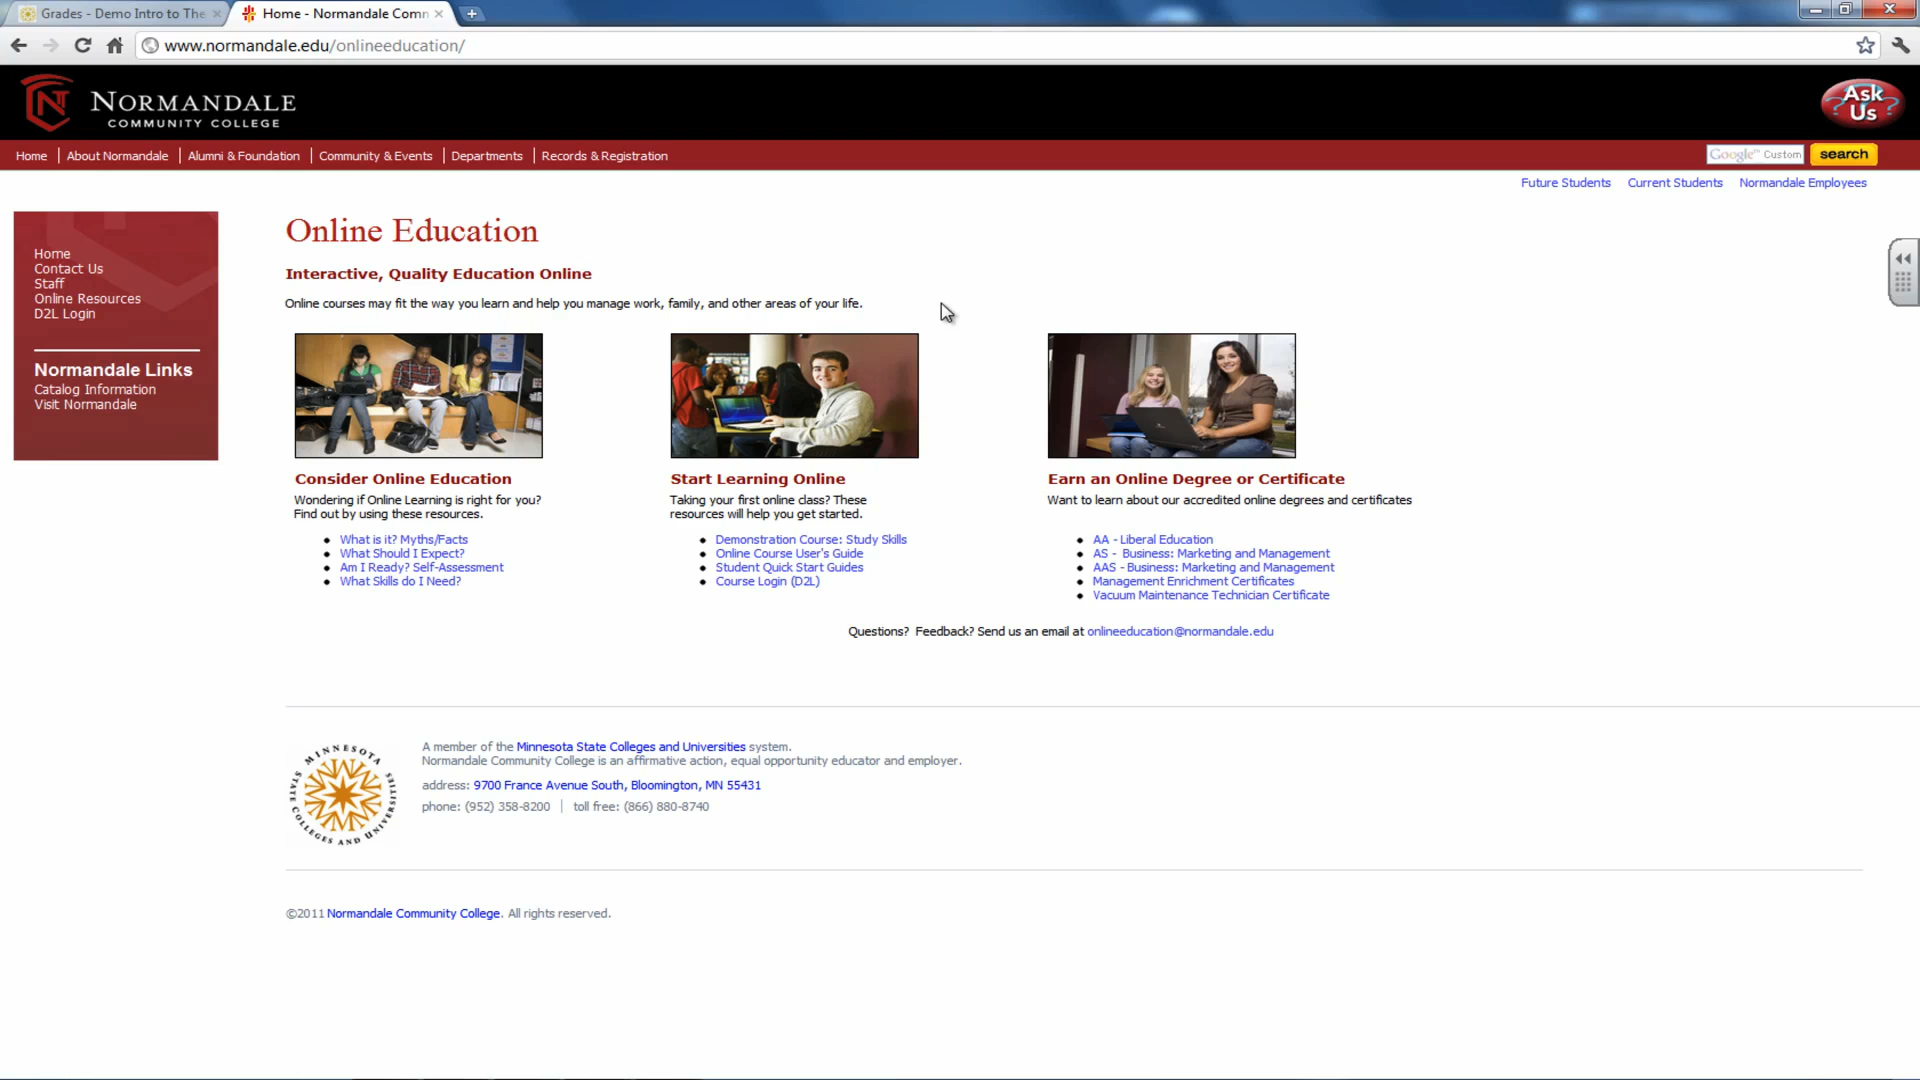 Grades - Demo Intro to The
Home - Normandale Comn
www.normandale.edu/onlineeducation/
NORMANDALE
COMMUNITY COLLEGE
Ask
Us
Home
About Normandale
Alumni & Foundation
Community & Events
Departments
Records & Registration
Google™ Custom
search
Future Students
Current Students
Normandale Employees
Home
Contact Us
Staff
Online Resources
D2L Login
Normandale Links
Catalog Information
Visit Normandale
Online Education
Interactive, Quality Education Online
Online courses may fit the way you learn and help you manage work, family, and other areas of your life.
Consider Online Education
Wondering if Online Learning is right for you?
Find out by using these resources.
What is it? Myths/Facts
What Should I Expect?
Am I Ready? Self-Assessment
What Skills do I Need?
Start Learning Online
Taking your first online class? These
resources will help you get started.
Demonstration Course: Study Skills
Online Course User's Guide
Student Quick Start Guides
Course Login (D2L)
Earn an Online Degree or Certificate
Want to learn about our accredited online degrees and certificates
AA - Liberal Education
AS - Business: Marketing and Management
AAS - Business: Marketing and Management
Management Enrichment Certificates
Vacuum Maintenance Technician Certificate
Questions? Feedback? Send us an email at onlineeducation@normandale.edu
MINNESOTA
STATE COLLEGES AND UNIVERSITIES
A member of the Minnesota State Colleges and Universities system.
Normandale Community College is an affirmative action, equal opportunity educator and employer.
address: 9700 France Avenue South, Bloomington, MN 55431
phone: (952) 358-8200 | toll free: (866) 880-8740
©2011 Normandale Community College. All rights reserved.